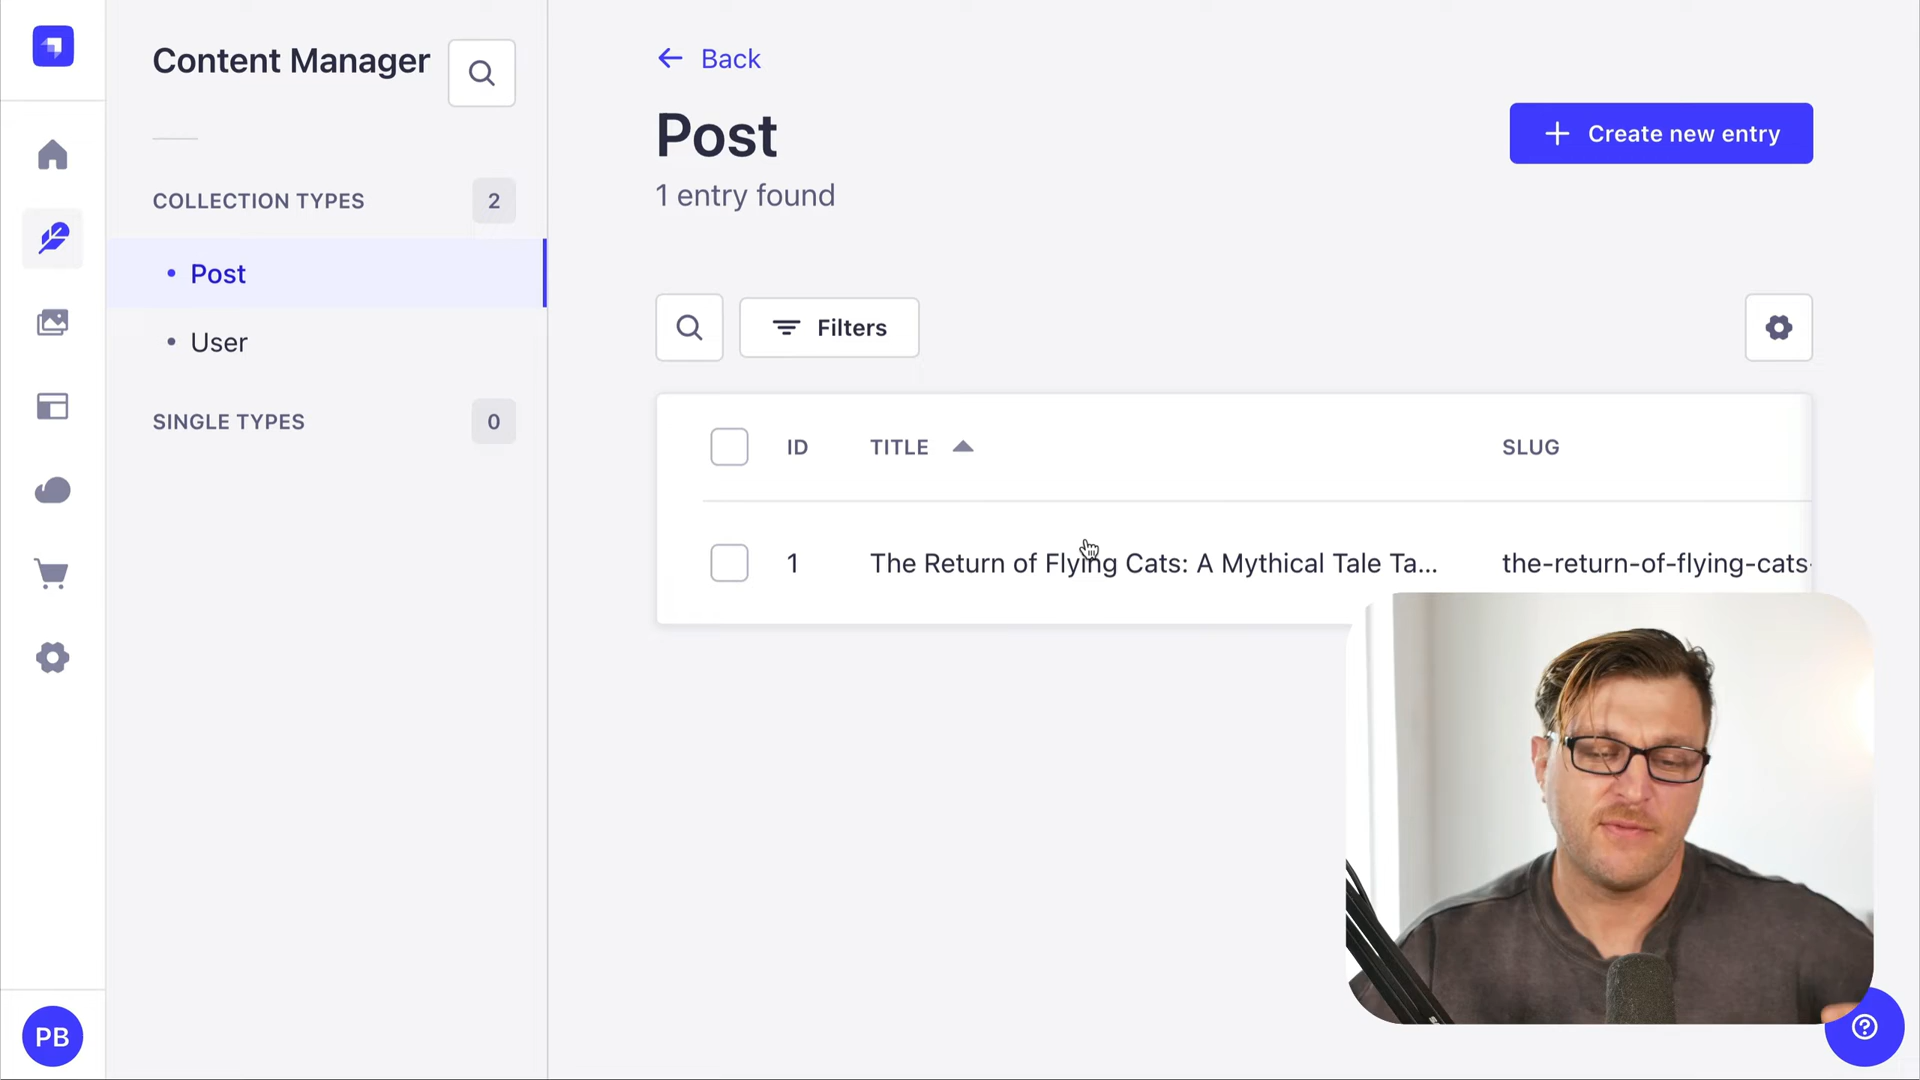 Content Manager
COLLECTION TYPES
2
Post
User
SINGLE TYPES
0
PB
Back
Post
1 entry found
Create new entry
Filters
ID
TITLE
SLUG
1
The Return of Flying Cats: A Mythical Tale Ta...
the-return-of-flying-cats-